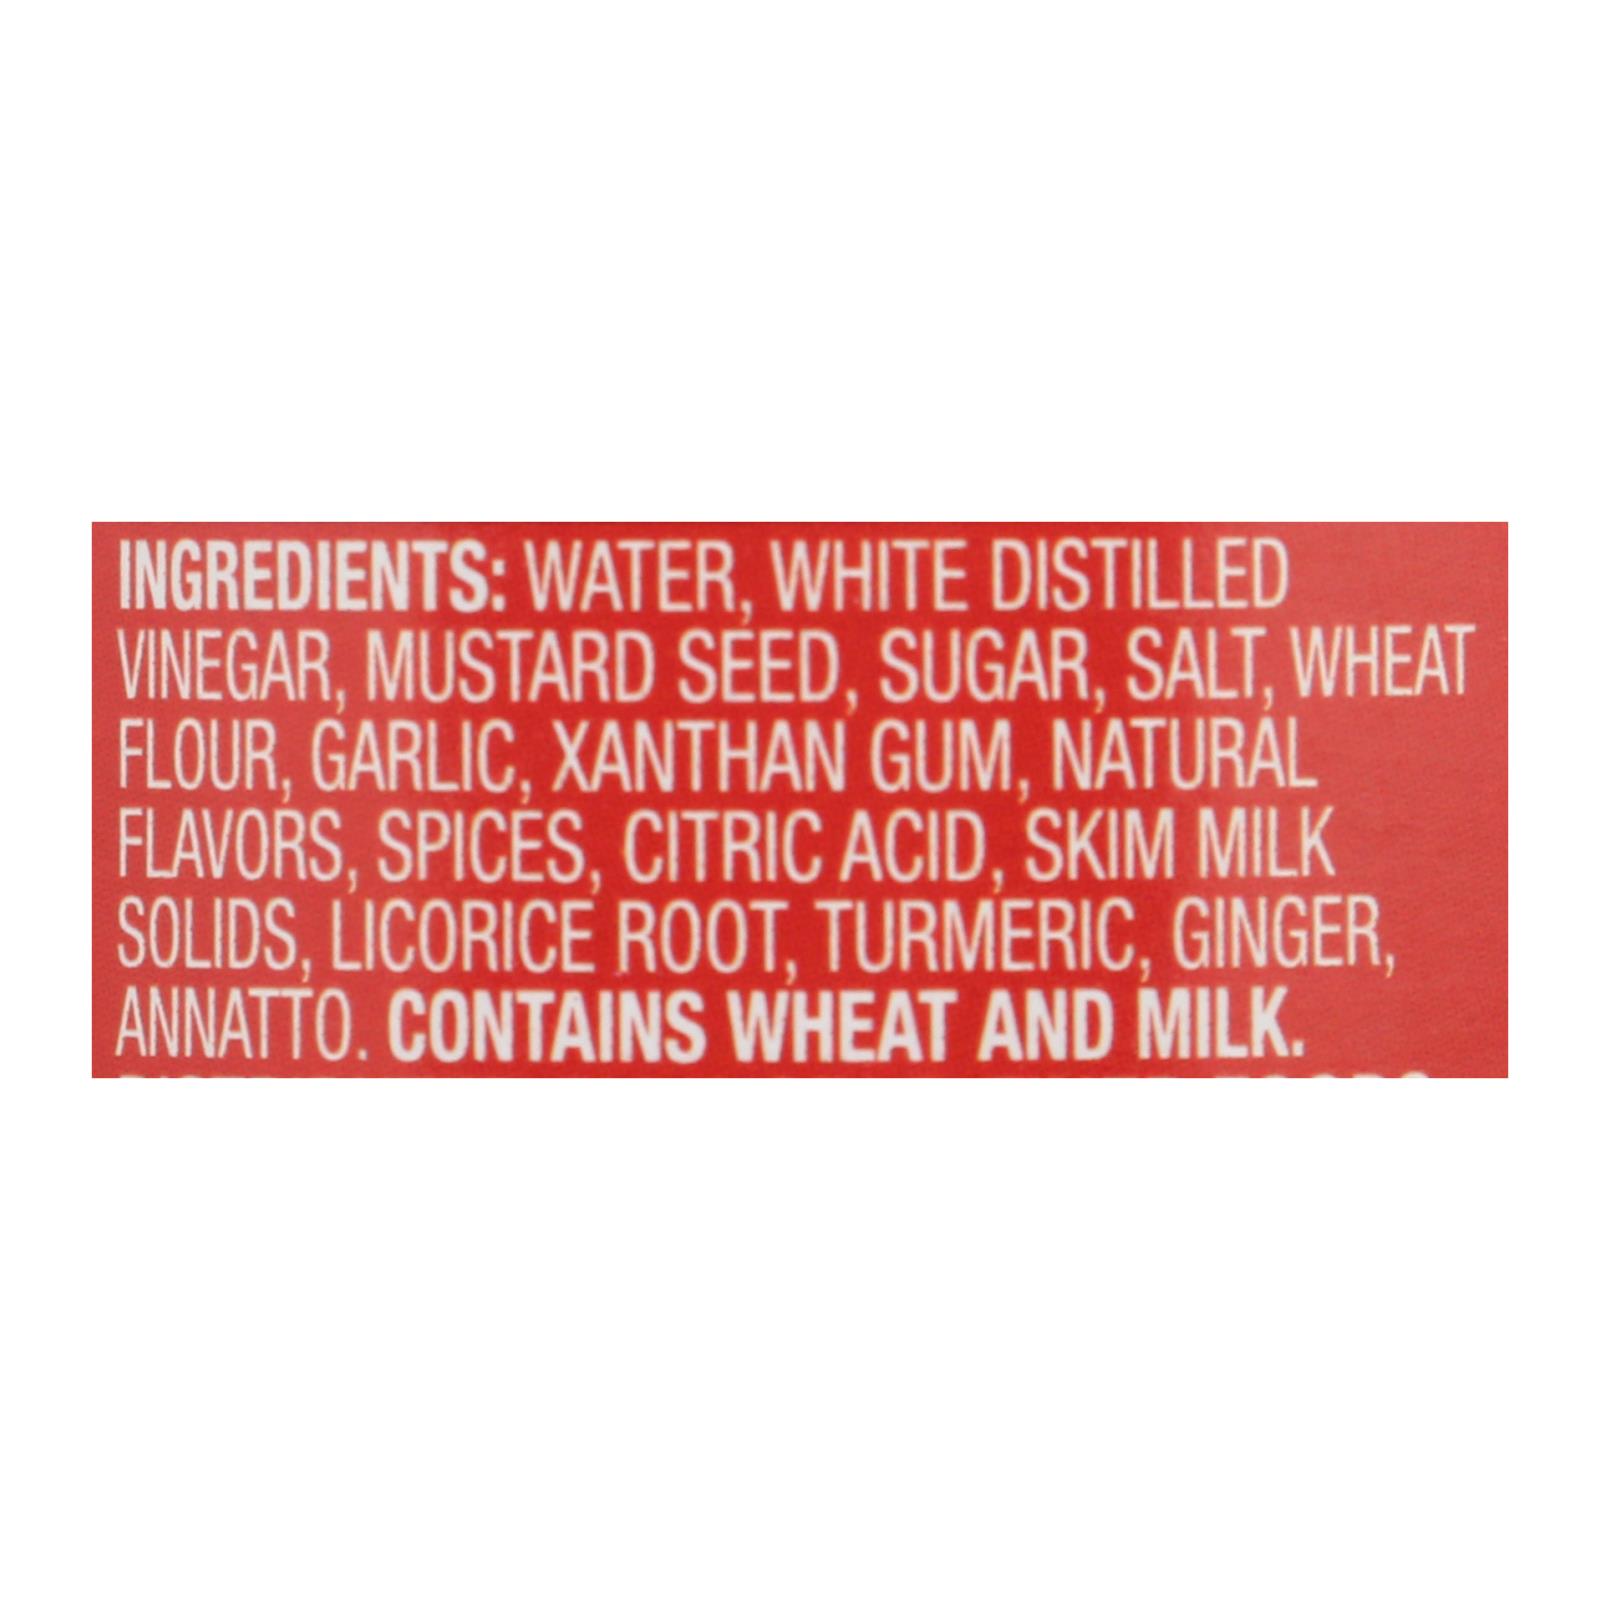 INGREDIENTS: WATER, WHITE DISTILLED
VINEGAR, MUSTARD SEED, SUGAR, SALT, WHEAT
FLOUR, GARLIC, XANTHAN GUM, NATURAL
FLAVORS, SPICES, CITRIC ACID, SKIM MILK
SOLIDS, LICORICE ROOT, TURMERIC, GINGER,
ANNATTO. CONTAINS WHEAT AND MILK.